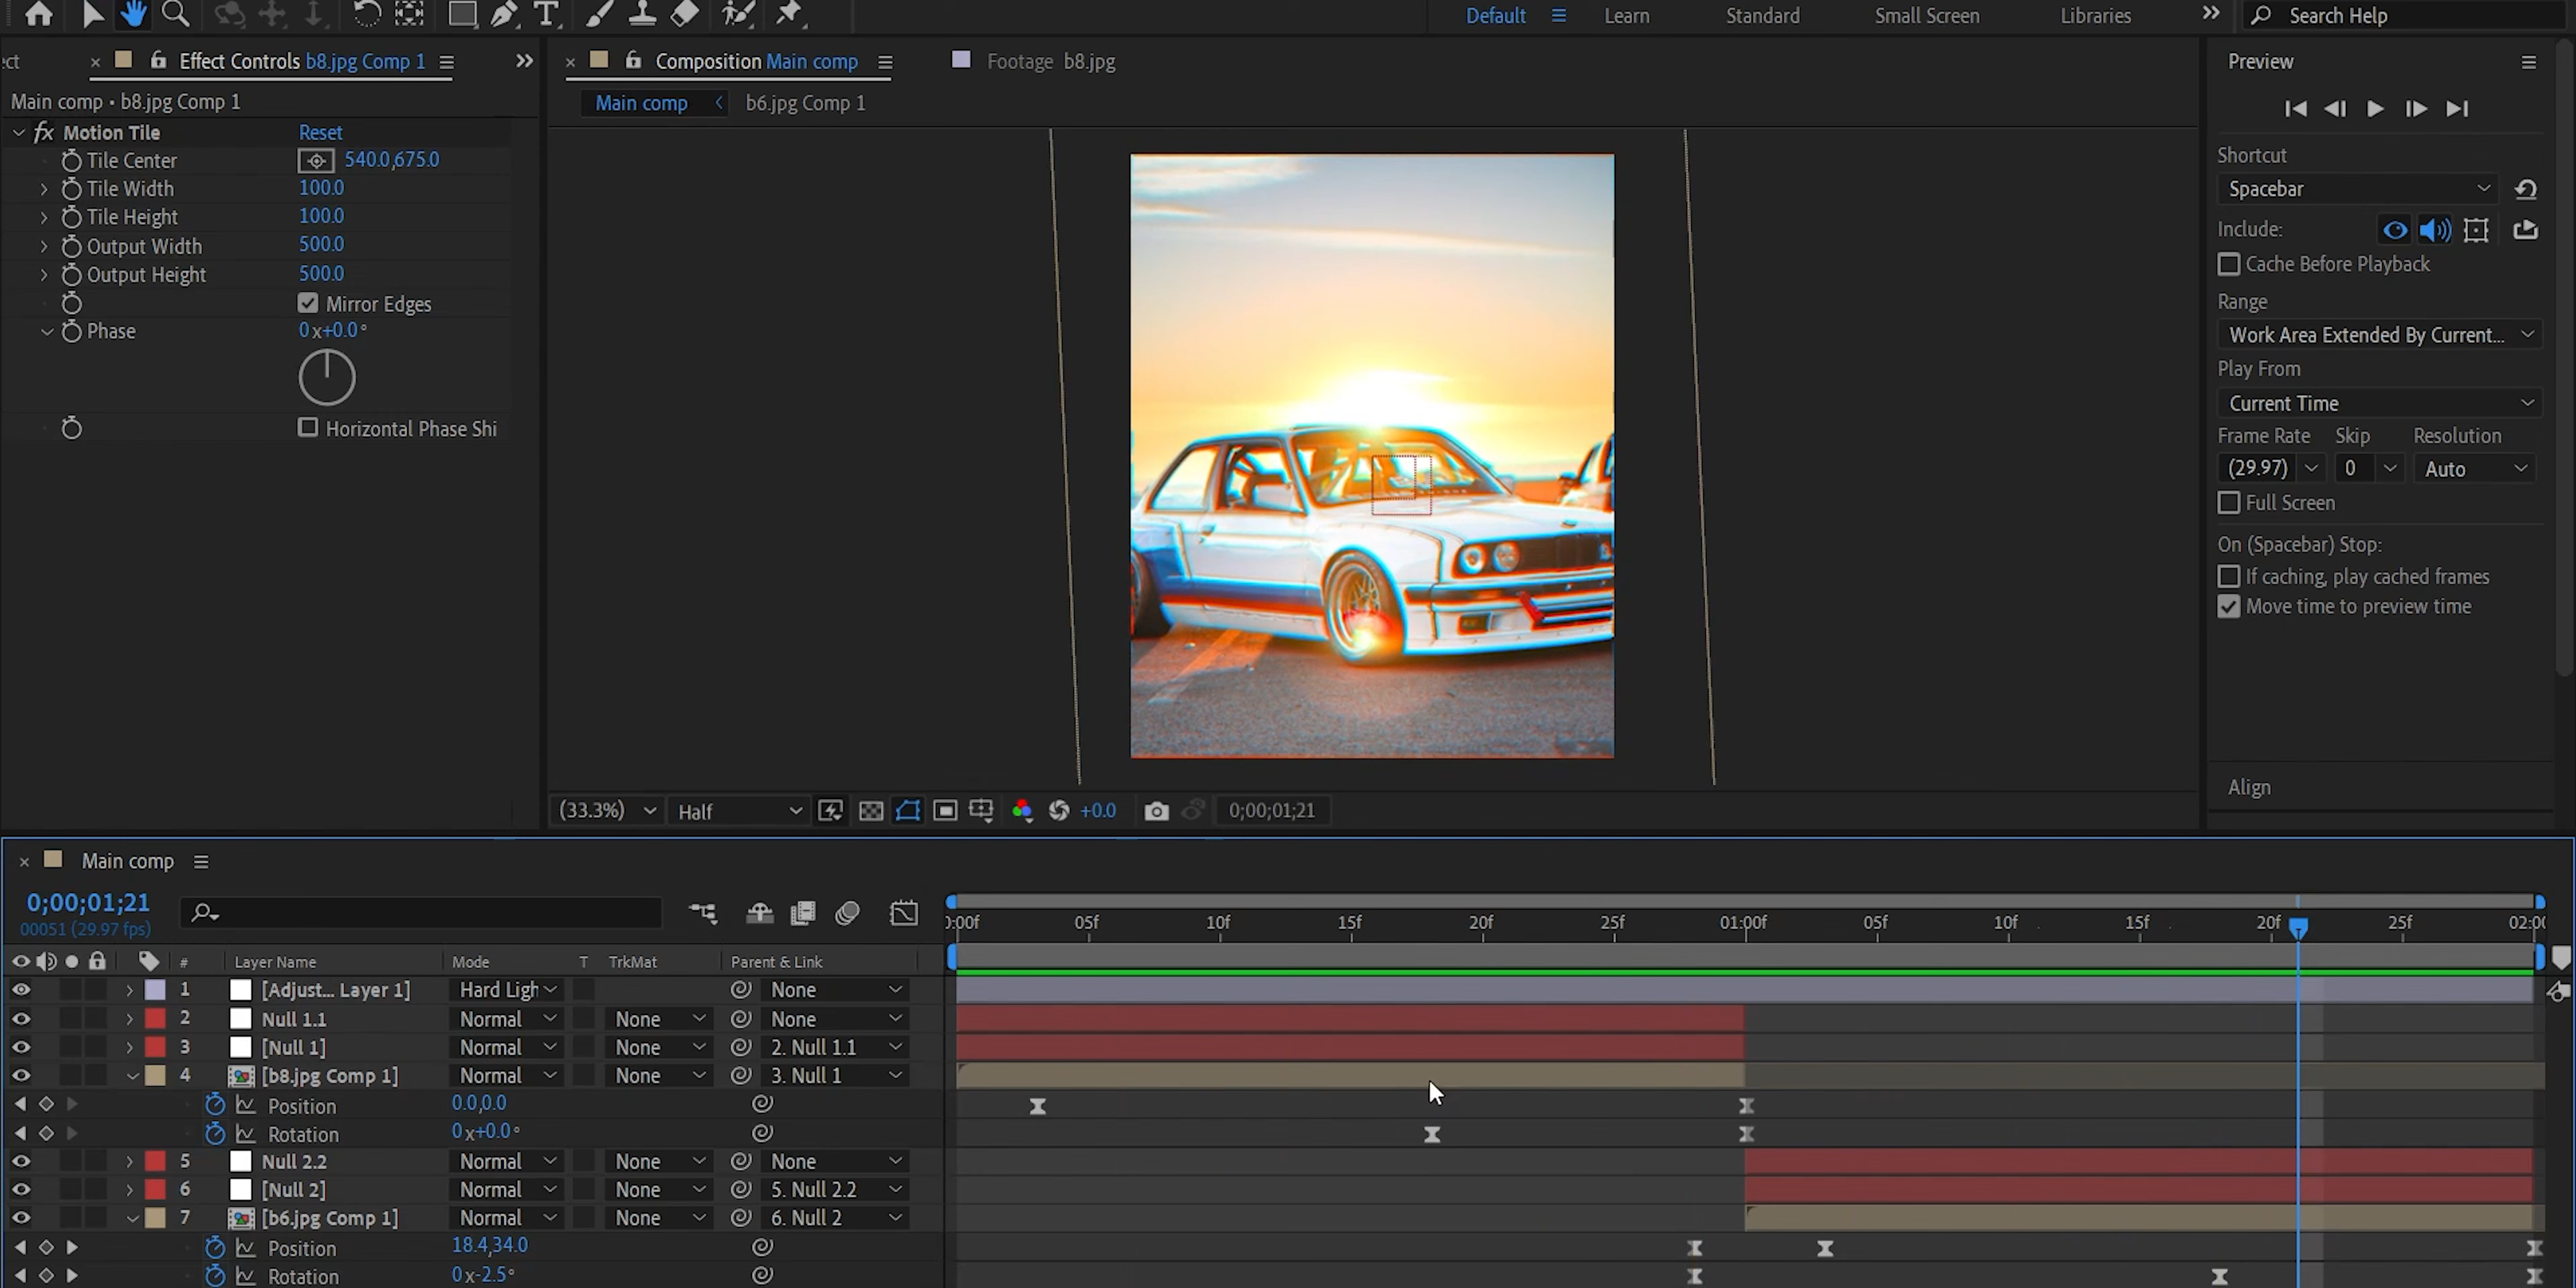 Default Learn Standard Small Screen Libraries Search Help
ect Effect Controls b8.jpg Comp 1
Main comp • b8.jpg Comp 1
fx Motion Tile Reset
Tile Center 540.0,675.0
Tile Width 100.0
Tile Height 100.0
Output Width 500.0
Output Height 500.0
Mirror Edges
Phase 0x+0.0°
Horizontal Phase Shi
Composition Main comp Footage b8.jpg
Main comp b6.jpg Comp 1
(33.3%) Half +0.0 0;00;01;21
Preview
Shortcut
Spacebar
Include:
Cache Before Playback
Range
Work Area Extended By Current...
Play From
Current Time
Frame Rate Skip Resolution
(29.97) 0 Auto
Full Screen
On (Spacebar) Stop:
If caching, play cached frames
Move time to preview time
Align
Main comp
0;00;01;21
00051 (29.97 fps)
:00f 05f 10f 15f 20f 25f 01:00f 05f 10f 15f 20f 25f 02:00
# Layer Name Mode T TrkMat Parent & Link
1 [Adjust... Layer 1] Hard Ligh None
2 Null 1.1 Normal None None
3 [Null 1] Normal None 2. Null 1.1
4 [b8.jpg Comp 1] Normal None 3. Null 1
Position 0.0,0.0
Rotation 0x+0.0°
5 Null 2.2 Normal None None
6 [Null 2] Normal None 5. Null 2.2
7 [b6.jpg Comp 1] Normal None 6. Null 2
Position 18.4,34.0
Rotation 0x-2.5°